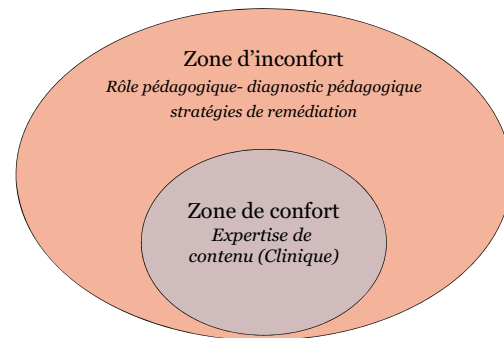 Zone d’inconfort
Rôle pédagogique- diagnostic pédagogique
stratégies de remédiation
Zone de confort
Expertise de
contenu (Clinique)